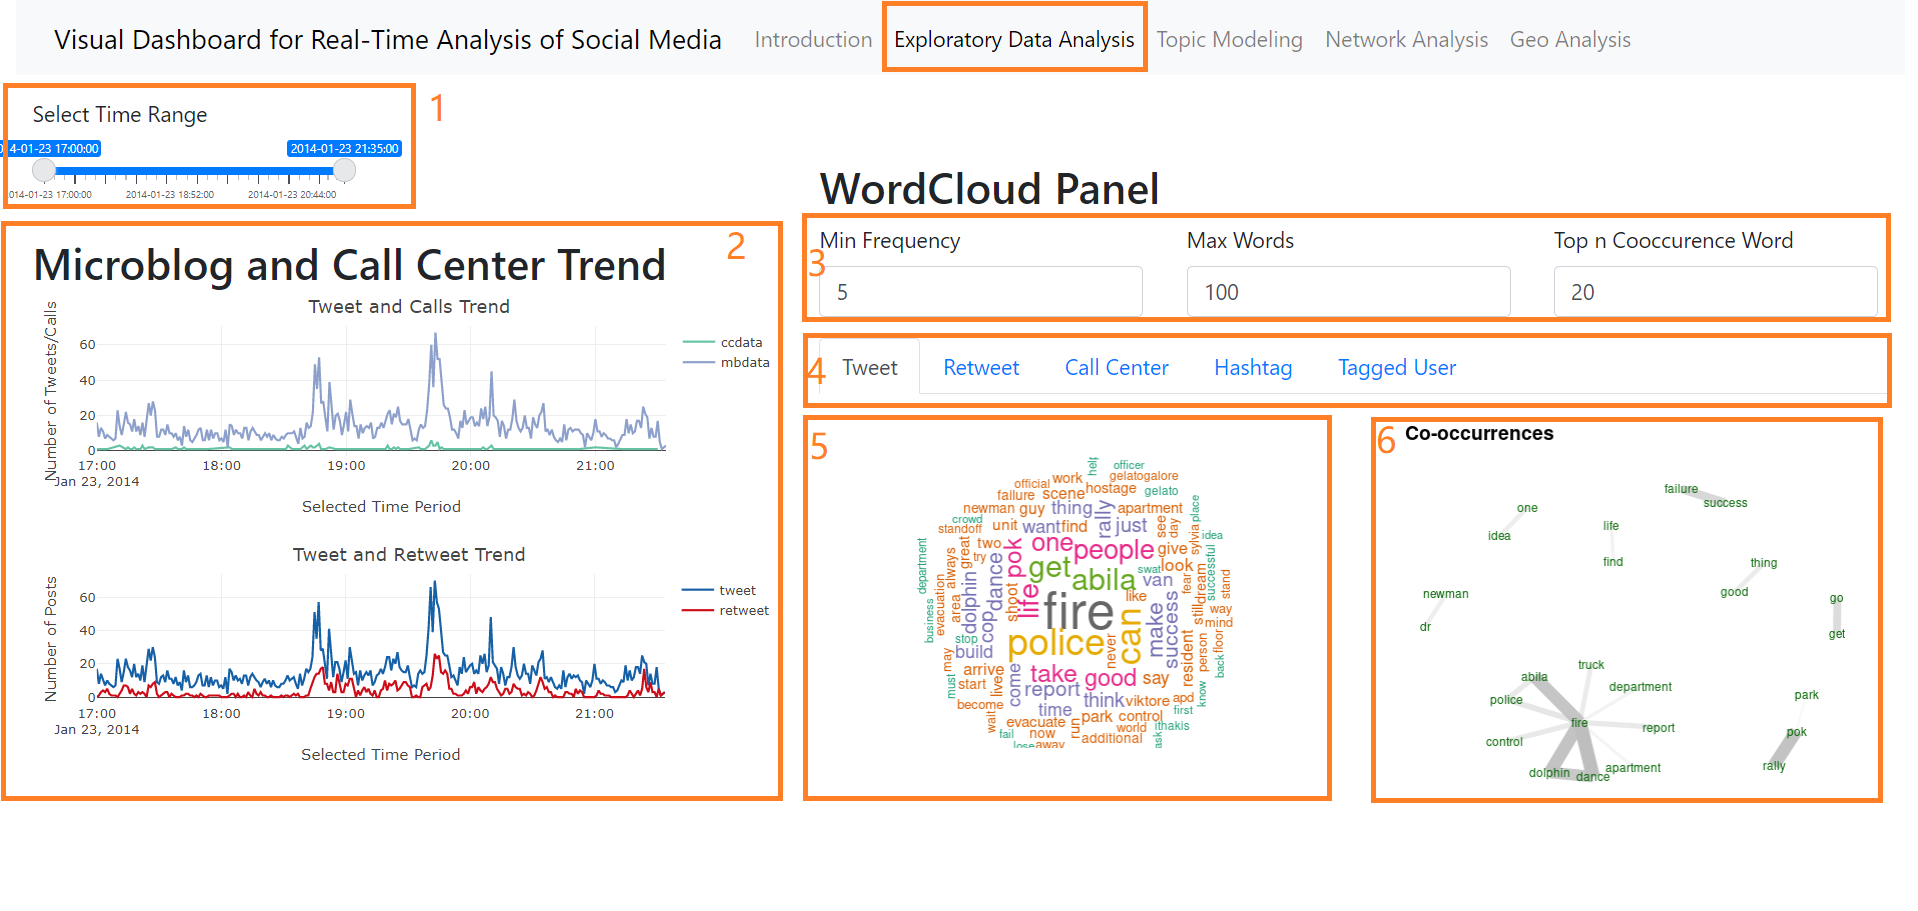 Visual Dashboard for Real-Time Analysis of Social Media Introduction Exploratory Data Analysis Topic Modeling Network Analysis Geo Analysis
1
Select Time Range
14-01-23 17:00:00 2014-01-23 21:35:00
014-01-23 17:00:00 2014-01-23 18:52:00 2014-01-23 20:44:00
2
Microblog and Call Center Trend
Tweet and Calls Trend
Number of Tweets/Calls
60
40
20
0
17:00 18:00 19:00 20:00 21:00
Jan 23, 2014
Selected Time Period
ccdata
mbdata
Tweet and Retweet Trend
Number of Posts
60
40
20
0
17:00 18:00 19:00 20:00 21:00
Jan 23, 2014
Selected Time Period
tweet
retweet
WordCloud Panel
3
Min Frequency Max Words Top n Cooccurence Word
5 100 20
4
Tweet Retweet Call Center Hashtag Tagged User
5
help
officer
official
work
gelatogalore
failure
scene
hostage
gelato
newman
guy
thing
rally
apartment
place
crowd
standoff
unit
want
find
just
see
day
sylvia
idea
department
always
great
two
try
pok
one
people
give
look
successful
evacuation
business
area
dolphin
dance
shoot
life
get
abila
swat
van
fear
dream
stand
like
fire
can
make
success
still
way
mind
stop
cop
build
police
never
resident
person
floor
back
must
may
arrive
start
lives
come
take
good
say
report
think
viktore
apd
know
become
time
first
wait
evacuate
run
park
control
world
ithakis
fail
now
additional
ask
lose
away
6
Co-occurrences
failure
success
one
idea
life
find
thing
good
newman
dr
go
get
truck
abila
department
police
park
fire
report
control
pok
apartment
rally
dolphin
dance